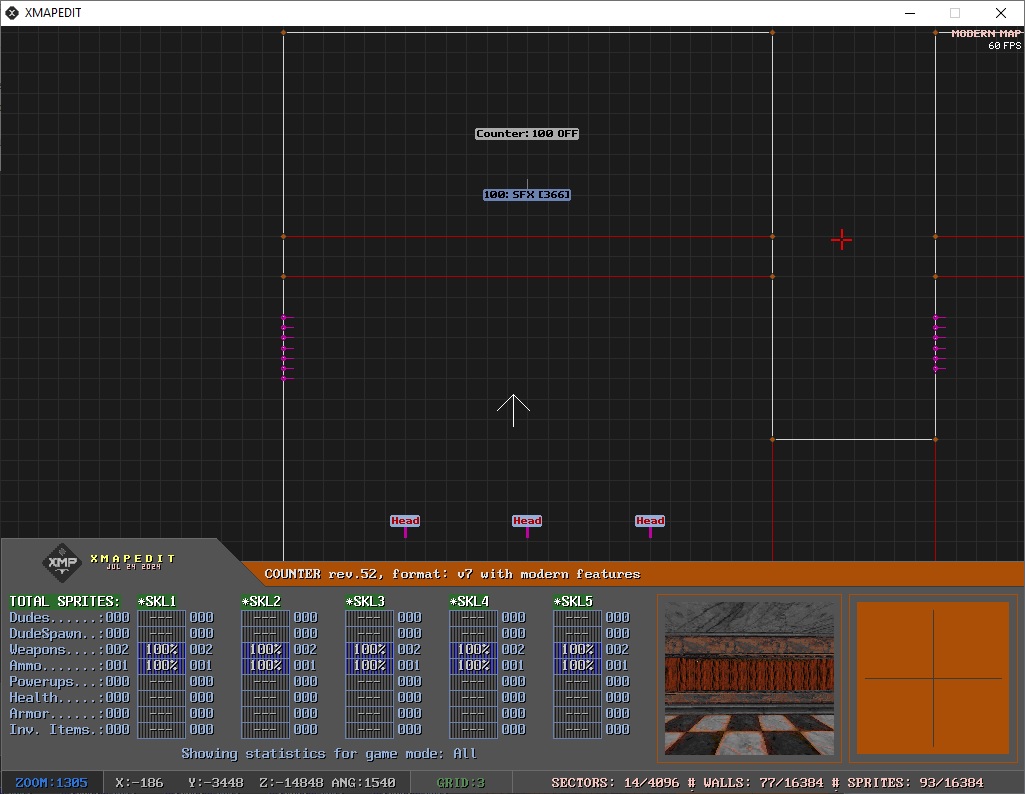 XMAPEDIT
MODERN MAP
60 FPS
Counter: 100 OFF
100: SFX [366]
Head Head Head
XMP XMAPEDIT
JUL 24 2024
COUNTER rev.52, format: v7 with modern features
TOTAL SPRITES: *SKL1 *SKL2 *SKL3 *SKL4 *SKL5
Dudes......:000 --- 000 --- 000 --- 000 --- 000 --- 000
DudeSpawn..:000 --- 000 --- 000 --- 000 --- 000 --- 000
Weapons....:002 100% 002 100% 002 100% 002 100% 002 100% 002
Ammo.......:001 100% 001 100% 001 100% 001 100% 001 100% 001
Powerups...:000 --- 000 --- 000 --- 000 --- 000 --- 000
Health.....:000 --- 000 --- 000 --- 000 --- 000 --- 000
Armor......:000 --- 000 --- 000 --- 000 --- 000 --- 000
Inv. Items.:000 --- 000 --- 000 --- 000 --- 000 --- 000
Showing statistics for game mode: All
ZOOM:1305 X:-186 Y:-3448 Z:-14848 ANG:1540 GRID:3 SECTORS: 14/4096 # WALLS: 77/16384 # SPRITES: 93/16384